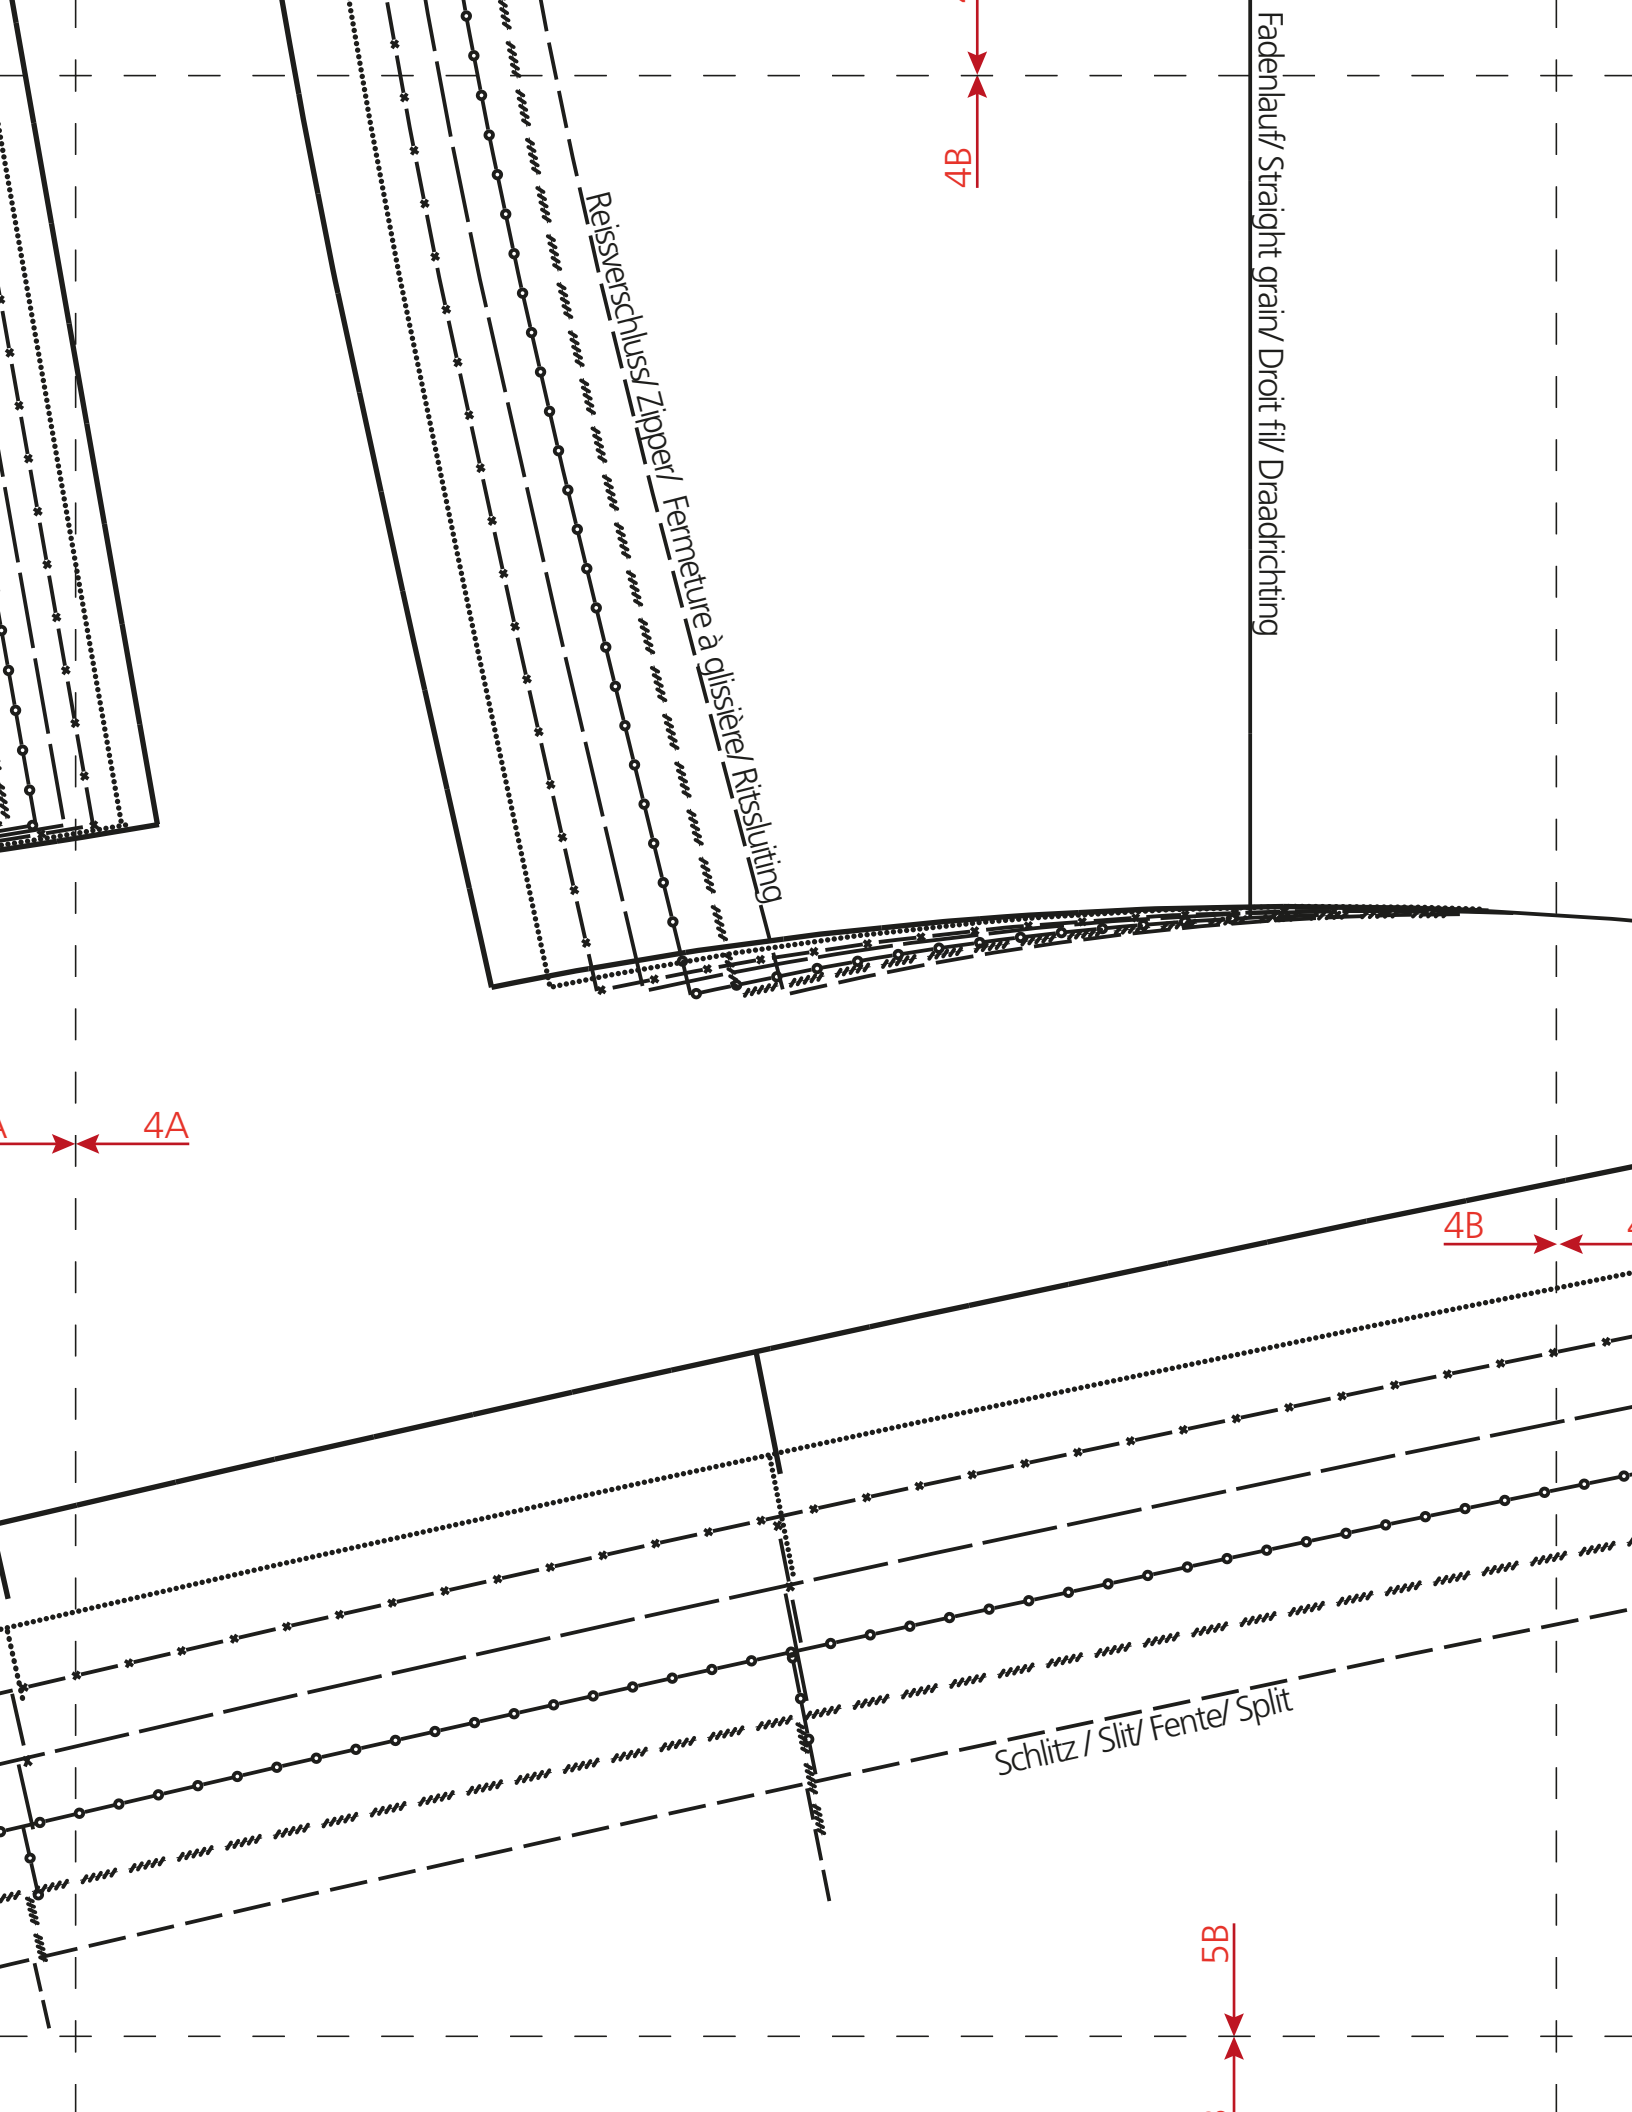 Fadenlauf/ Straight grain/ Droit fil/ Draadrichting
4B
Reissverschluss/ Zipper/ Fermeture à glissière/ Ritssluiting
4A
4B
Schlitz / Slit/ Fente/ Split
5B